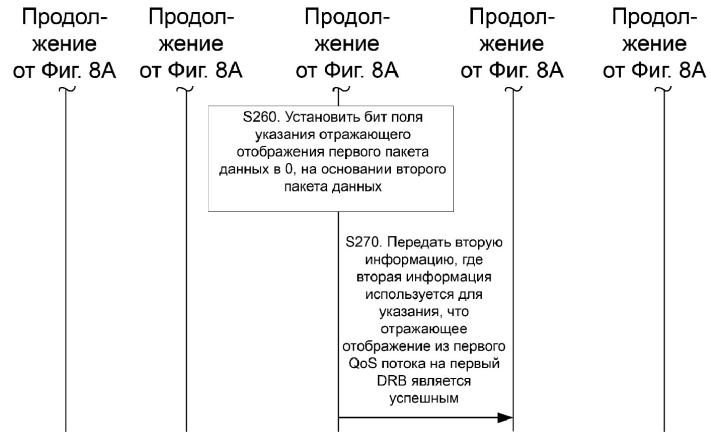 Продол-
жение
от Фиг. 8А
Продол-
жение
от Фиг. 8А
Продол-
жение
от Фиг. 8А
Продол-
жение
от Фиг. 8А
Продол-
жение
от Фиг. 8А
S260. Установить бит поля
указания отражающего
отображения первого пакета
данных в 0, на основании второго
пакета данных
S270. Передать вторую
информацию, где
вторая информация
используется для
указания, что
отражающее
отображение из первого
QoS потока на первый
DRB является
успешным